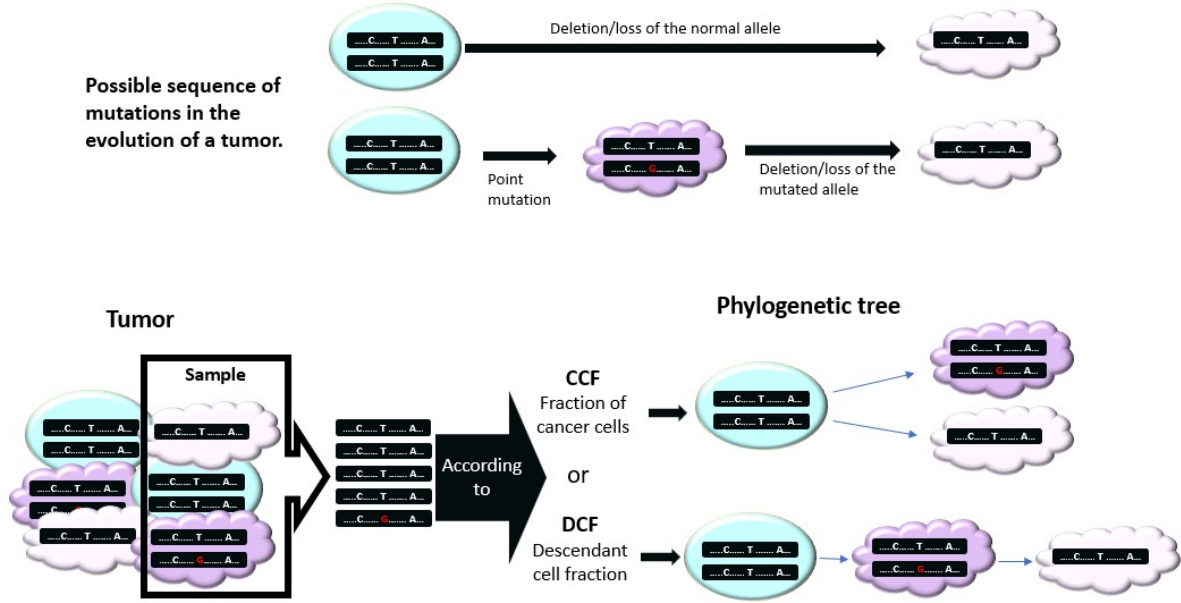 Deletion/loss of the normal allele
.....C...... T ........ A...
.....C...... T ........ A...
.....C...... T ........ A...
Possible sequence of
mutations in the
evolution of a tumor.
.....C...... T ........ A...
.....C...... T ........ A...
Point
mutation
.....C...... T ........ A...
.....C...... G........ A...
Deletion/loss of the
mutated allele
.....C...... T ........ A...
Tumor
Sample
.....C...... T ........ A...
.....C...... T ........ A...
.....C...... T ........ A...
.....C...... T ........ A...
.....C...... T ........ A...
.....C...... T ........ A...
.....C...... T ........ A...
.....C...... T ........ A...
.....C...... G........ A...
.....C...... T ........ A...
.....C...... T ........ A...
.....C...... T ........ A...
.....C...... T ........ A...
.....C...... G........ A...
According
to
CCF
Fraction of
cancer cells
or
DCF
Descendant
cell fraction
Phylogenetic tree
.....C...... T ........ A...
.....C...... T ........ A...
.....C...... T ........ A...
.....C...... G........ A...
.....C...... T ........ A...
.....C...... T ........ A...
.....C...... T ........ A...
.....C...... T ........ A...
.....C...... G........ A...
.....C...... T ........ A...